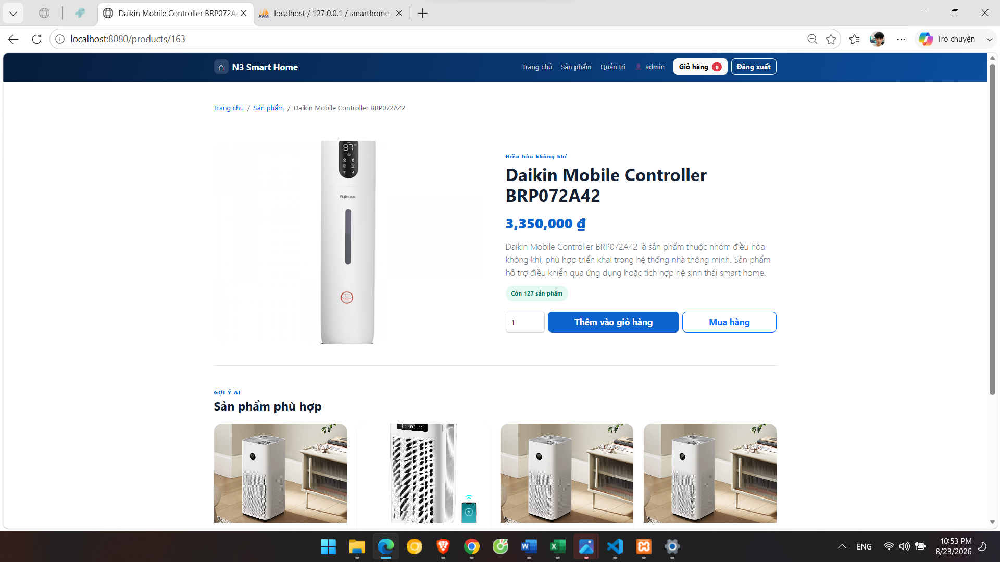 Daikin Mobile Controller BRP072A4
localhost / 127.0.0.1 / smarthome_
localhost:8080/products/163
Trò chuyện
N3 Smart Home
Trang chủ
Sản phẩm
Quản trị
admin
Giỏ hàng 0
Đăng xuất
Trang chủ / Sản phẩm / Daikin Mobile Controller BRP072A42
87
FujiHOME
Điều hòa không khí
Daikin Mobile Controller
BRP072A42
3,350,000 ₫
Daikin Mobile Controller BRP072A42 là sản phẩm thuộc nhóm điều hòa
không khí, phù hợp triển khai trong hệ thống nhà thông minh. Sản phẩm
hỗ trợ điều khiển qua ứng dụng hoặc tích hợp hệ sinh thái smart home.
Còn 127 sản phẩm
1
Thêm vào giỏ hàng
Mua hàng
GỢI Ý AI
Sản phẩm phù hợp
ENG
10:53 PM
8/23/2026